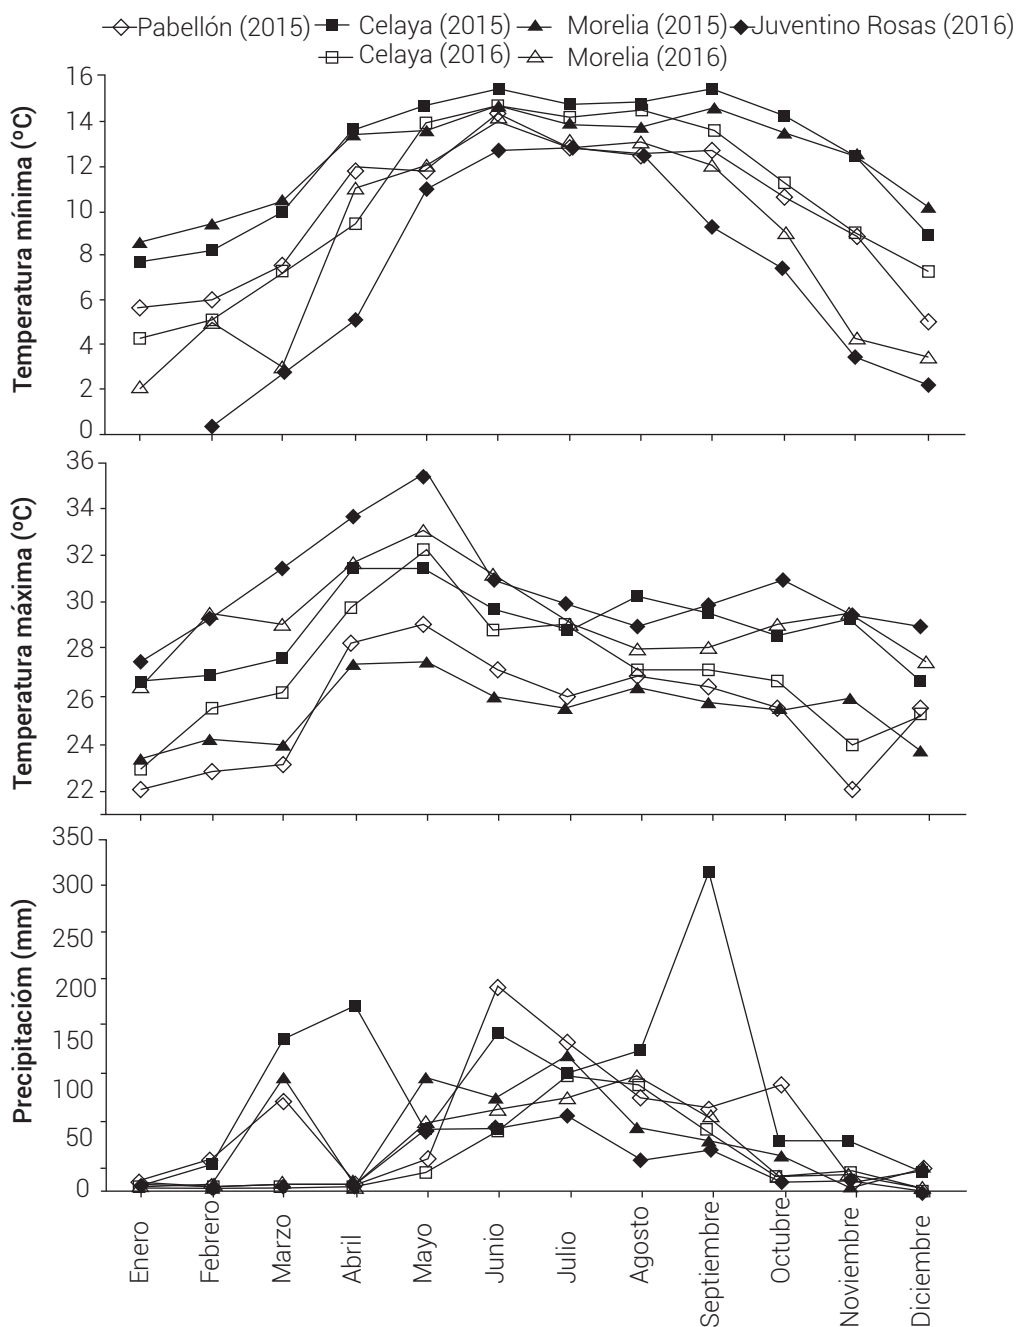 Pabellón (2015) Celaya (2015) Morelia (2015) Juventino Rosas (2016)
Celaya (2016) Morelia (2016)
Temperatura mínima (ºC)
16
14
12
10
8
6
4
2
0
Temperatura máxima (ºC)
36
34
32
30
28
26
24
22
Precipitacióm (mm)
350
300
250
200
150
100
50
0
Enero
Febrero
Marzo
Abril
Mayo
Junio
Julio
Agosto
Septiembre
Octubre
Noviembre
Diciembre